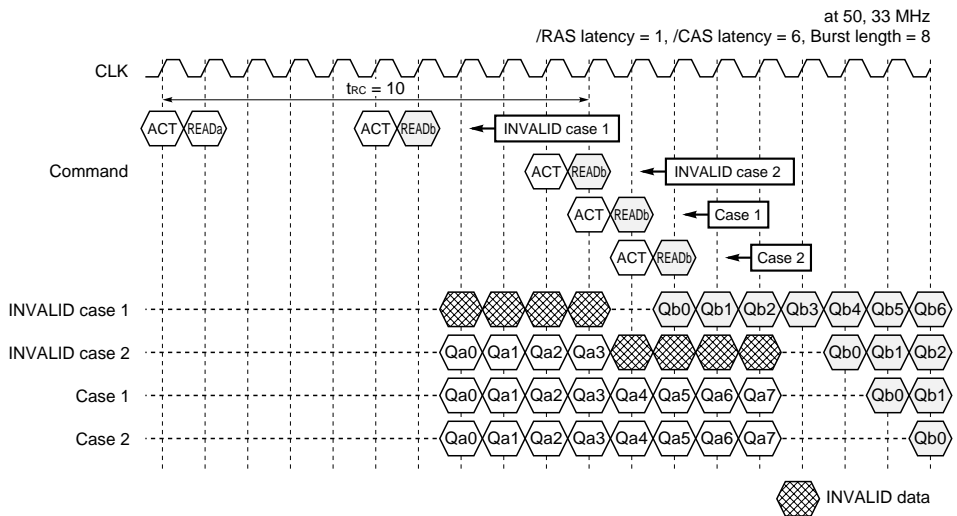 at 50, 33 MHz
/RAS latency = 1, /CAS latency = 6, Burst length = 8
CLK
tRC = 10
ACT READa ACT READb INVALID case 1
Command ACT READb INVALID case 2
ACT READb Case 1
ACT READb Case 2
INVALID case 1 Qb0 Qb1 Qb2 Qb3 Qb4 Qb5 Qb6
INVALID case 2 Qa0 Qa1 Qa2 Qa3 Qb0 Qb1 Qb2
Case 1 Qa0 Qa1 Qa2 Qa3 Qa4 Qa5 Qa6 Qa7 Qb0 Qb1
Case 2 Qa0 Qa1 Qa2 Qa3 Qa4 Qa5 Qa6 Qa7 Qb0
INVALID data